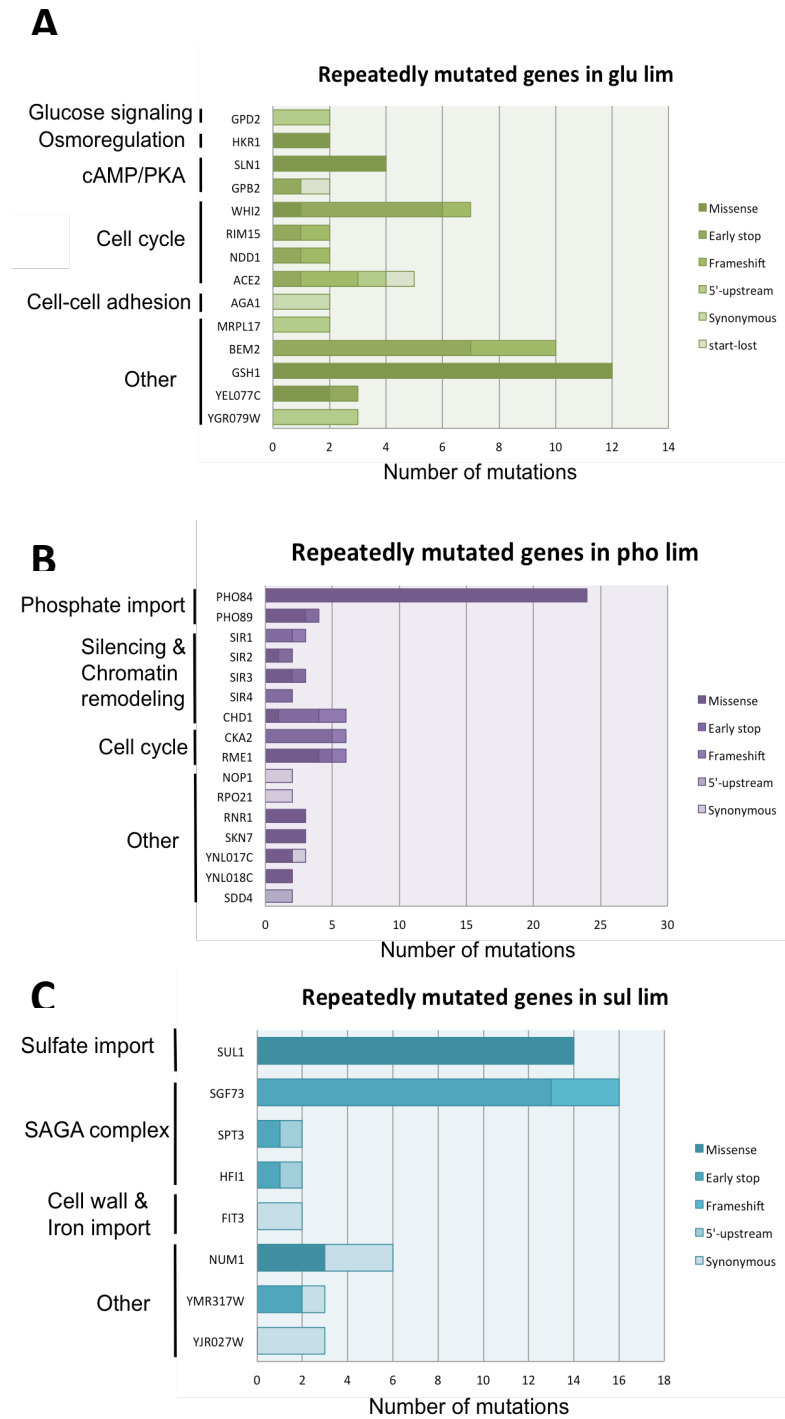 A
Repeatedly mutated genes in glu lim
Glucose signaling
Osmoregulation
cAMP/PKA
Cell cycle
Cell-cell adhesion
Other
GPD2
HKR1
SLN1
GPB2
WHI2
RIM15
NDD1
ACE2
AGA1
MRPL17
BEM2
GSH1
YEL077C
YGR079W
Missense
Early stop
Frameshift
5'-upstream
Synonymous
start-lost
0 2 4 6 8 10 12 14
Number of mutations
B
Repeatedly mutated genes in pho lim
Phosphate import
Silencing &
Chromatin
remodeling
Cell cycle
Other
PHO84
PHO89
SIR1
SIR2
SIR3
SIR4
CHD1
CKA2
RME1
NOP1
RPO21
RNR1
SKN7
YNL017C
YNL018C
SDD4
Missense
Early stop
Frameshift
5'-upstream
Synonymous
0 5 10 15 20 25 30
Number of mutations
C
Repeatedly mutated genes in sul lim
Sulfate import
SAGA complex
Cell wall &
Iron import
Other
SUL1
SGF73
SPT3
HFI1
FIT3
NUM1
YMR317W
YJR027W
Missense
Early stop
Frameshift
5'-upstream
Synonymous
0 2 4 6 8 10 12 14 16 18
Number of mutations